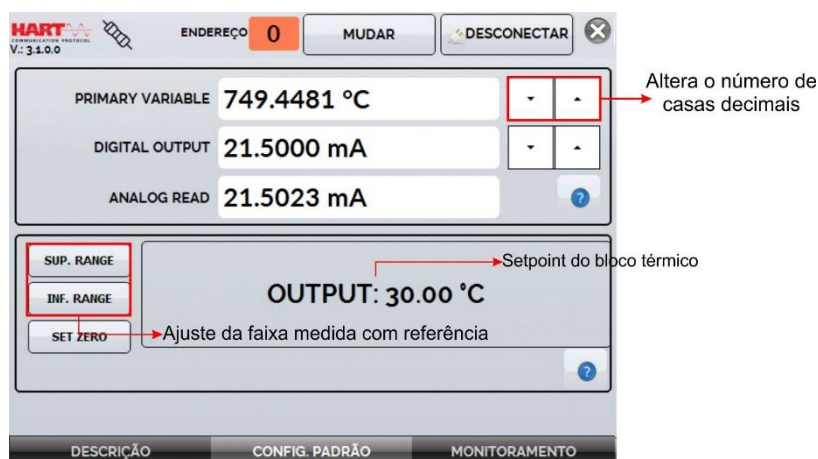 HART
COMMUNICATION PROTOCOL
V.: 3.1.0.0
ENDEREÇO 0 MUDAR DESCONECTAR
PRIMARY VARIABLE 749.4481 °C
Altera o número de
casas decimais
DIGITAL OUTPUT 21.5000 mA
ANALOG READ 21.5023 mA
?
SUP. RANGE
Setpoint do bloco térmico
INF. RANGE
OUTPUT: 30.00 °C
SET ZERO
Ajuste da faixa medida com referência
?
DESCRIÇÃO CONFIG. PADRÃO MONITORAMENTO